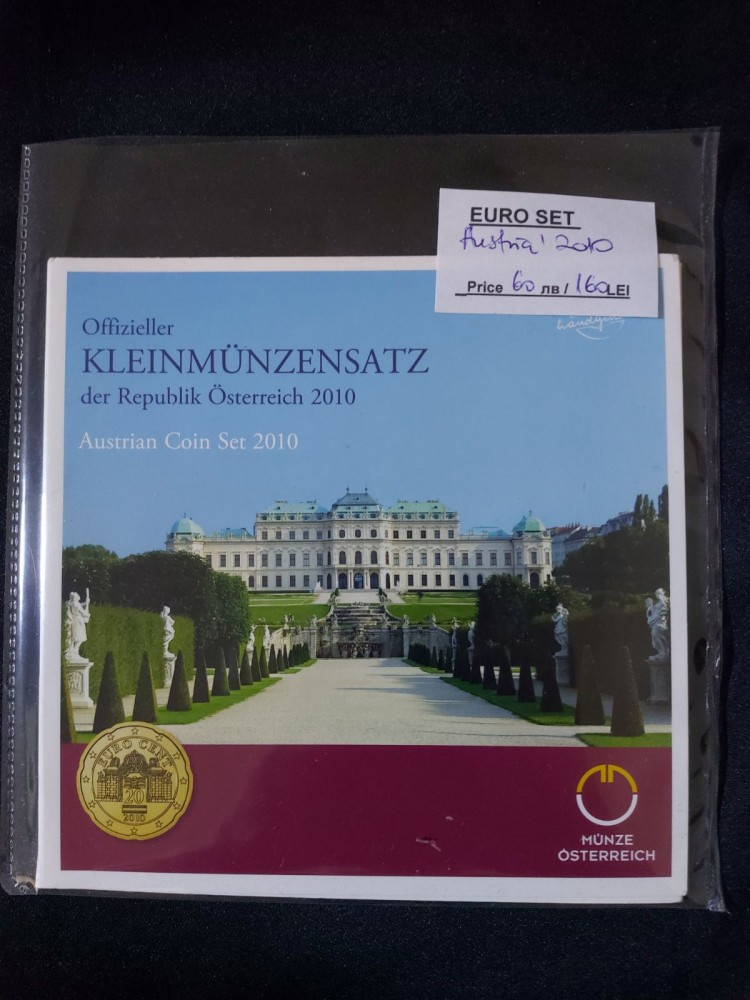 EURO SET
Austria' 2010
Price 60 лв / 160 LEI
handgehoben
Offizieller
KLEINMÜNZENSATZ
der Republik Österreich 2010
Austrian Coin Set 2010
EURO CENT
20
2010
MÜNZE
ÖSTERREICH